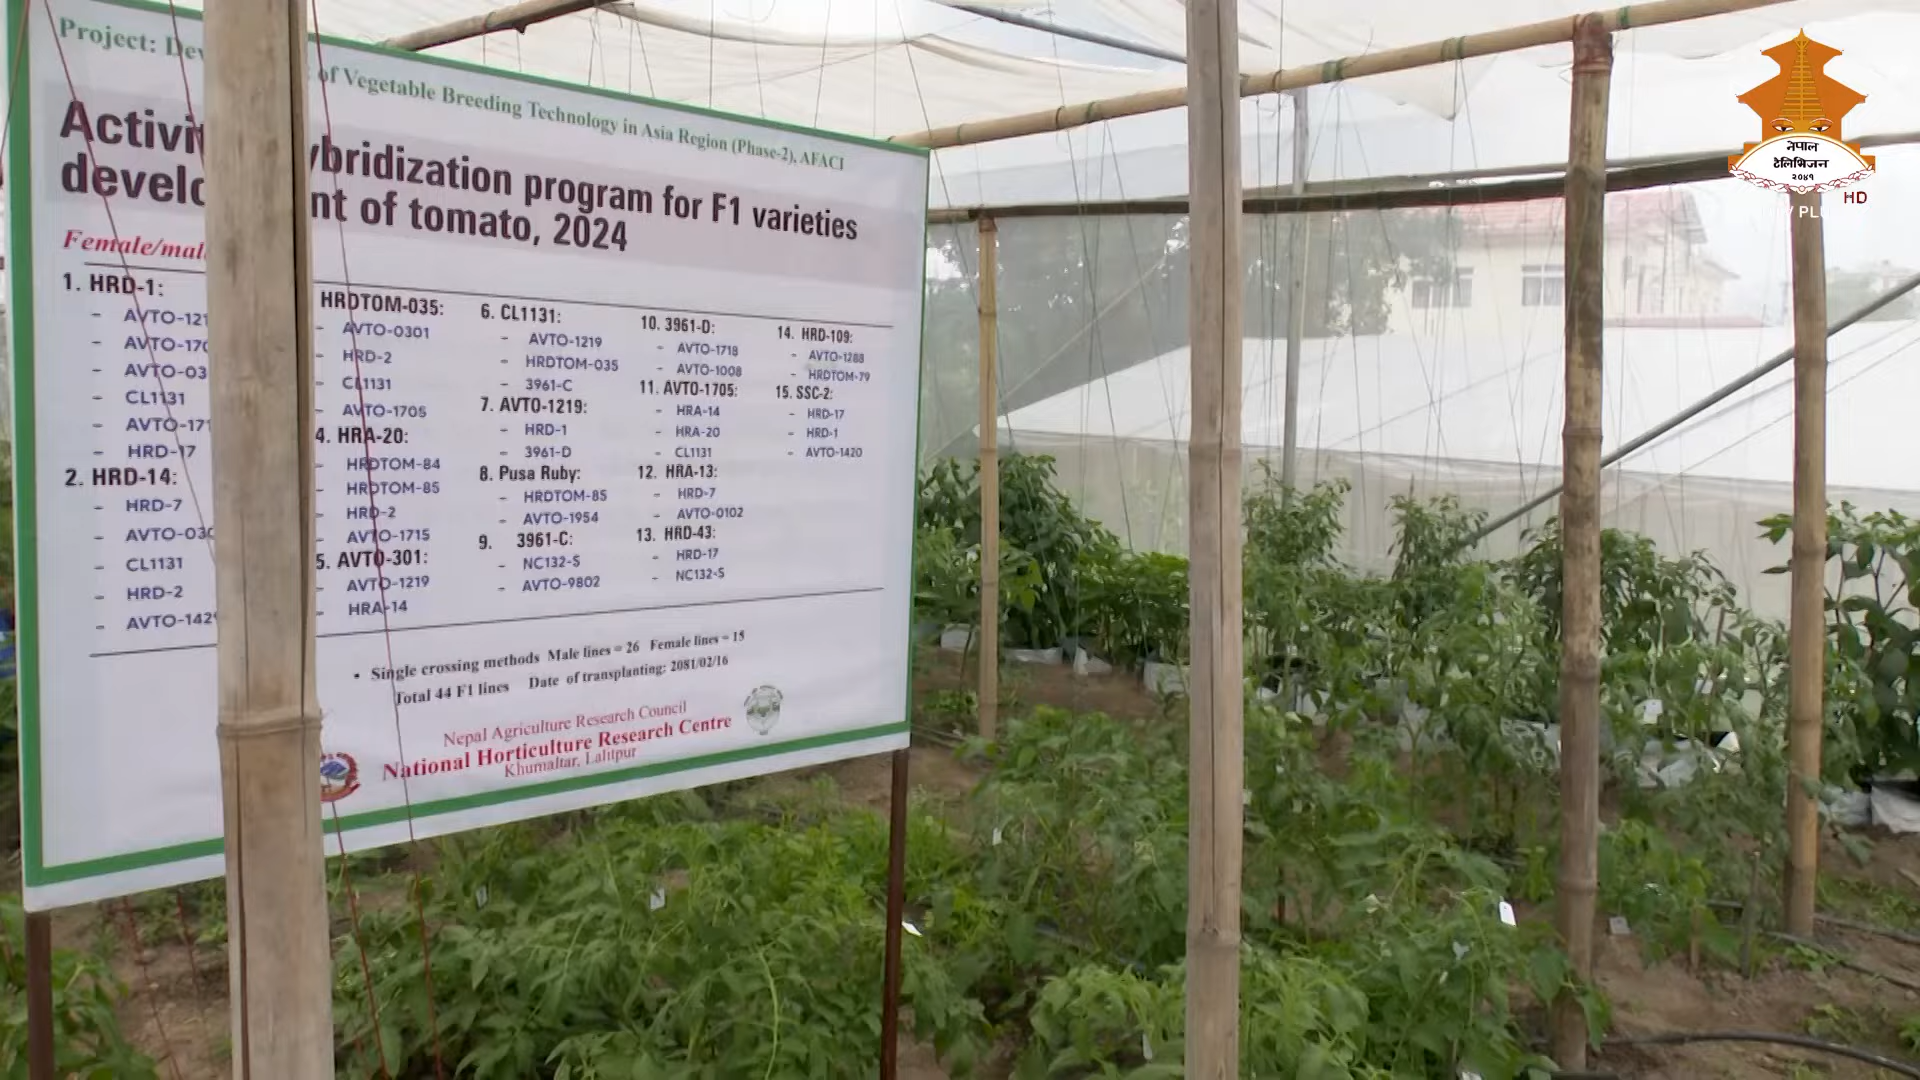 Project: Dev of Vegetable Breeding Technology in Asia Region (Phase-2), AFACI
Activi ybridization program for F1 varieties
develo nt of tomato, 2024
Female/mal
1. HRD-1:
- AVTO-121
- AVTO-170
- AVTO-03
- CL1131
- AVTO-171
- HRD-17
2. HRD-14:
- HRD-7
- AVTO-030
- CL1131
- HRD-2
- AVTO-142
HRDTOM-035:
- AVTO-0301
- HRD-2
- CL1131
- AVTO-1705
4. HRA-20:
- HRDTOM-84
- HRDTOM-85
- HRD-2
- AVTO-1715
5. AVTO-301:
- AVTO-1219
- HRA-14
6. CL1131:
- AVTO-1219
- HRDTOM-035
- 3961-C
7. AVTO-1219:
- HRD-1
- 3961-D
8. Pusa Ruby:
- HRDTOM-85
- AVTO-1954
9. 3961-C:
- NC132-S
- AVTO-9802
10. 3961-D:
- AVTO-1718
- AVTO-1008
11. AVTO-1705:
- HRA-14
- HRA-20
- CL1131
12. HRA-13:
- HRD-7
- AVTO-0102
13. HRD-43:
- HRD-17
- NC132-S
14. HRD-109:
- AVTO-1288
- HRDTOM-79
15. SSC-2:
- HRD-17
- HRD-1
- AVTO-1420
• Single crossing methods Male lines = 26 Female lines = 15
Total 44 F1 lines Date of transplanting: 2081/02/16
Nepal Agriculture Research Council
National Horticulture Research Centre
Khumaltar, Lalitpur
नेपाल
टेलिभिजन
२०४१
HD